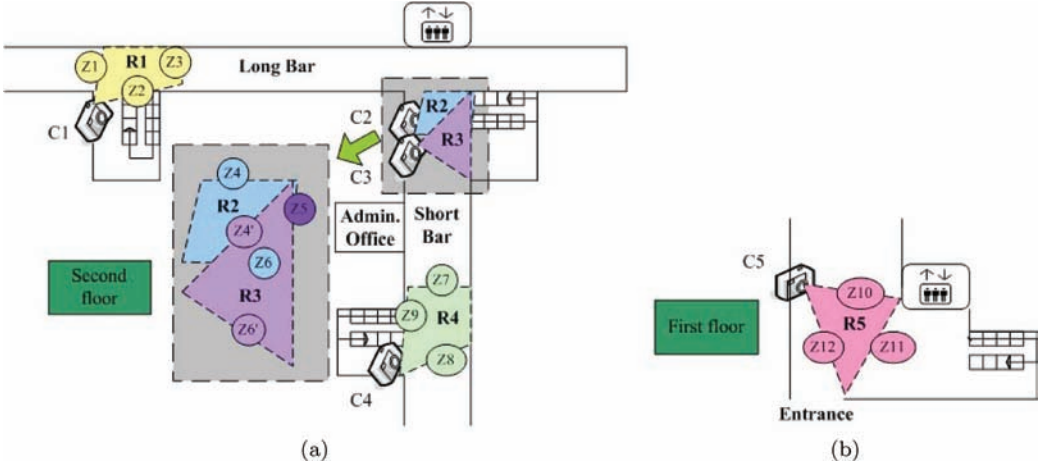 Z1
R1
Z3
Long Bar
Z2
C1
C2
R2
R3
C3
Z4
R2
Z5
Z4'
Z6
R3
Z6'
Admin.
Office
Short
Bar
Second
floor
Z7
Z9
R4
Z8
C4
(a)
C5
Z10
First floor
R5
Z12
Z11
Entrance
(b)